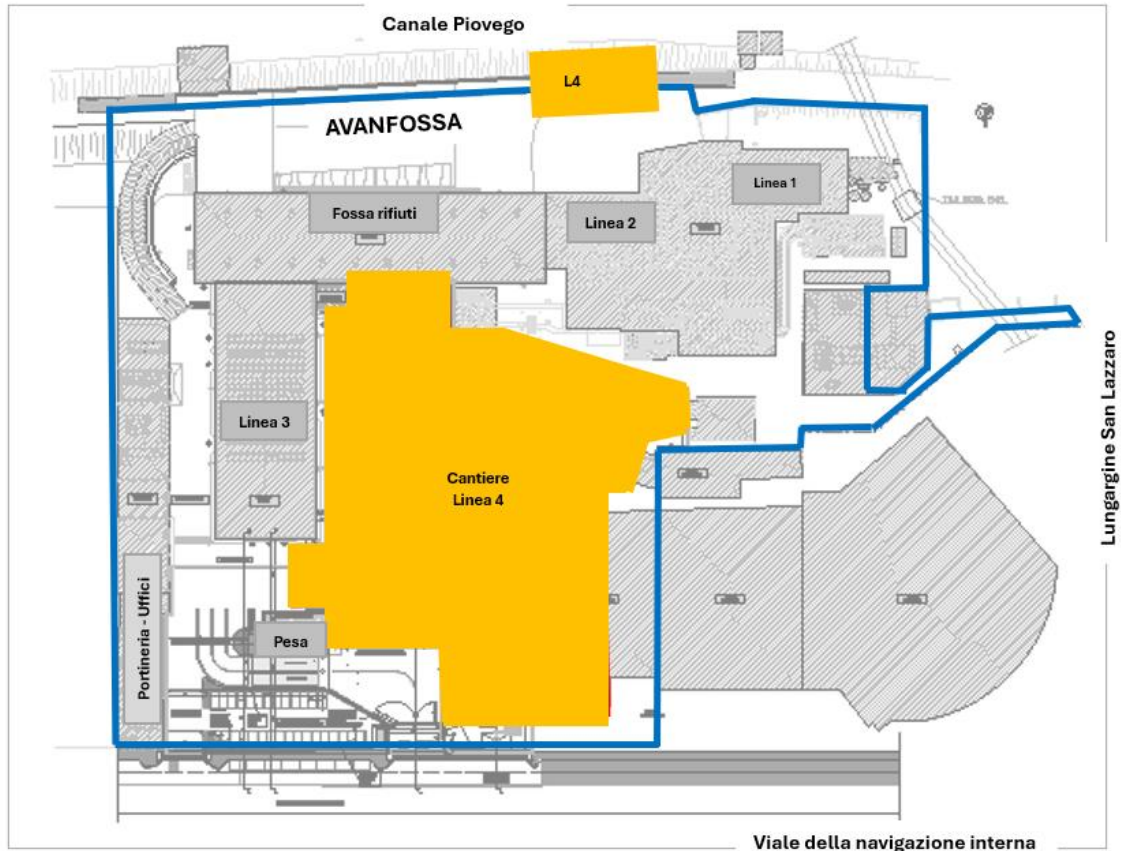 Canale Piovego
L4
AVANFOSSA
Linea 1
Fossa rifiuti
Linea 2
Linea 3
Cantiere
Linea 4
Lungargine San Lazzaro
Portineria - Uffici
Pesa
Viale della navigazione interna